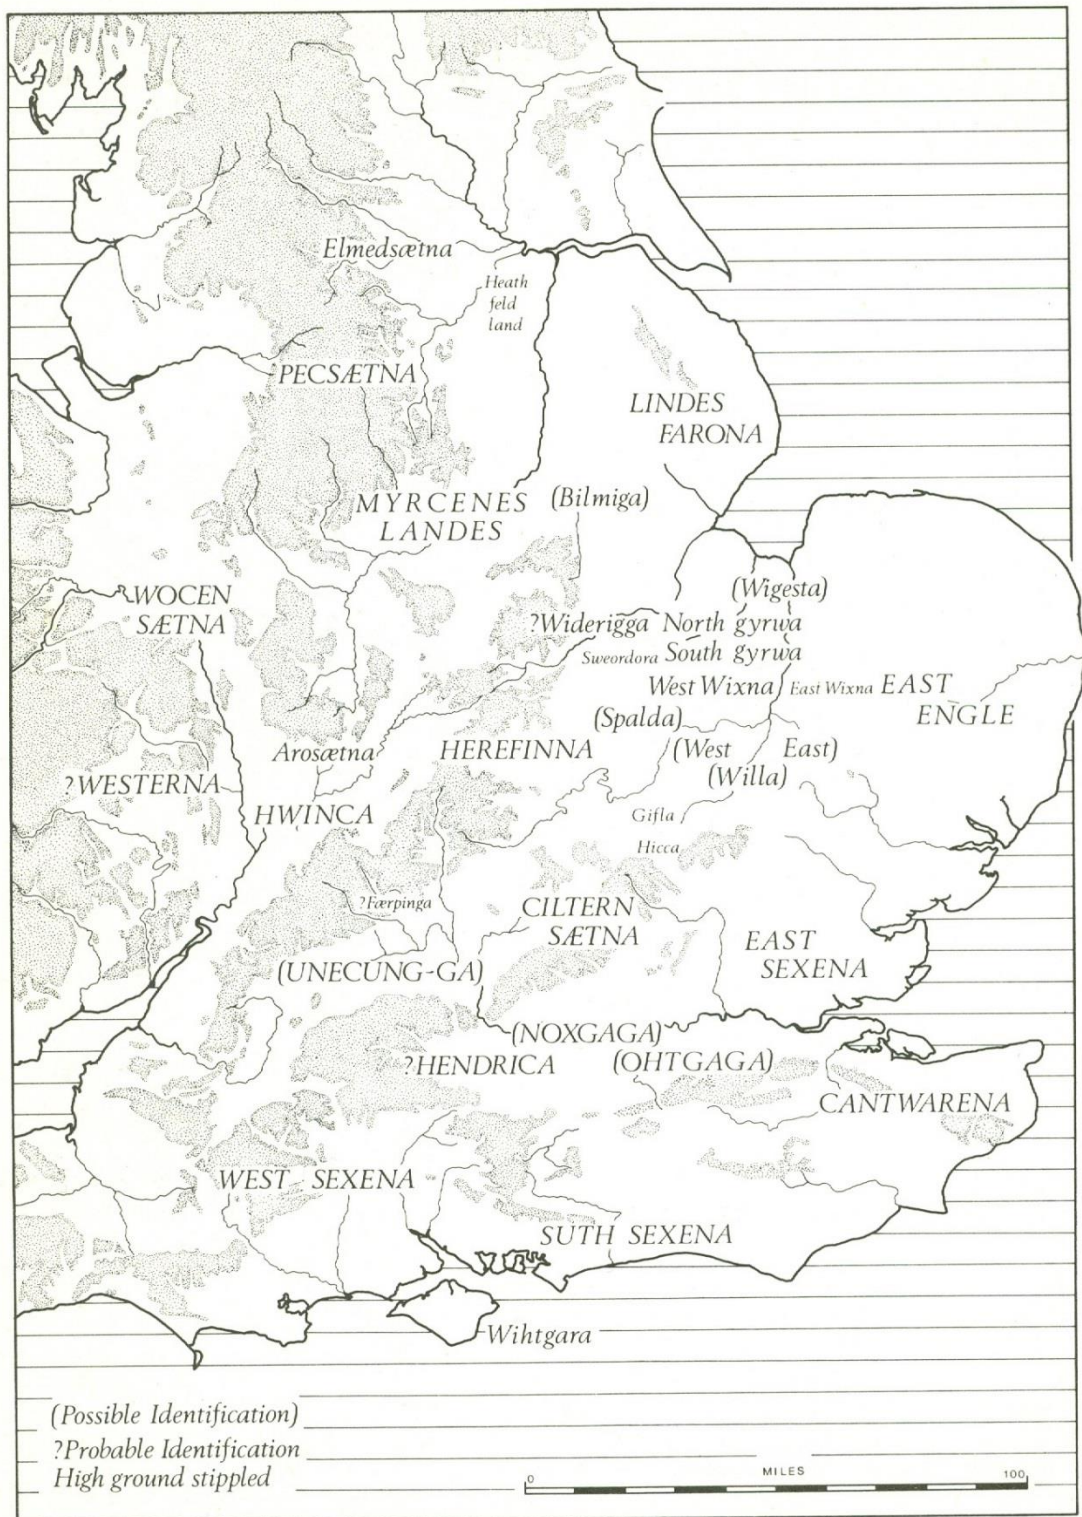 Elmedsætna
Heath
feld
land
PECSÆTNA
LINDES
FARONA
MYRCENES
LANDES
(Bilmiga)
WOCEN
SÆTNA
(Wigesta)
?Widerigga North gyrwa
Sweordora South gyrwa
West Wixna East Wixna EAST
ENGLE
(Spalda)
Arosætna
HEREFINNA
(West East)
(Willa)
?WESTERNA
HWINCA
Gifla
Hicca
?Færpinga
CILTERN
SÆTNA
EAST
SEXENA
(UNECUNG-GA)
(NOXGAGA)
?HENDRICA
(OHTGAGA)
CANTWARENA
WEST SEXENA
SUTH SEXENA
Wihtgara
(Possible Identification)
?Probable Identification
High ground stippled
MILES
0 100